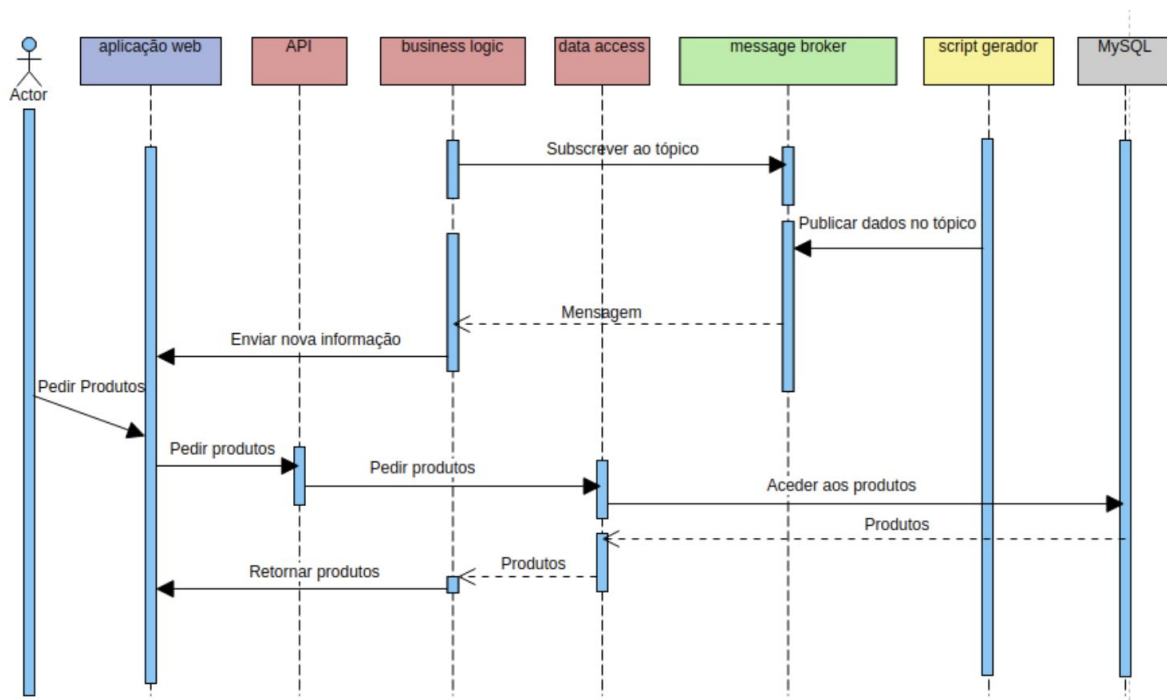 aplicação web
API
business logic
data access
message broker
script gerador
MySQL
Actor
Subscrever ao tópico
Publicar dados no tópico
Mensagem
Enviar nova informação
Pedir Produtos
Pedir produtos
Pedir produtos
Aceder aos produtos
Produtos
Produtos
Retornar produtos